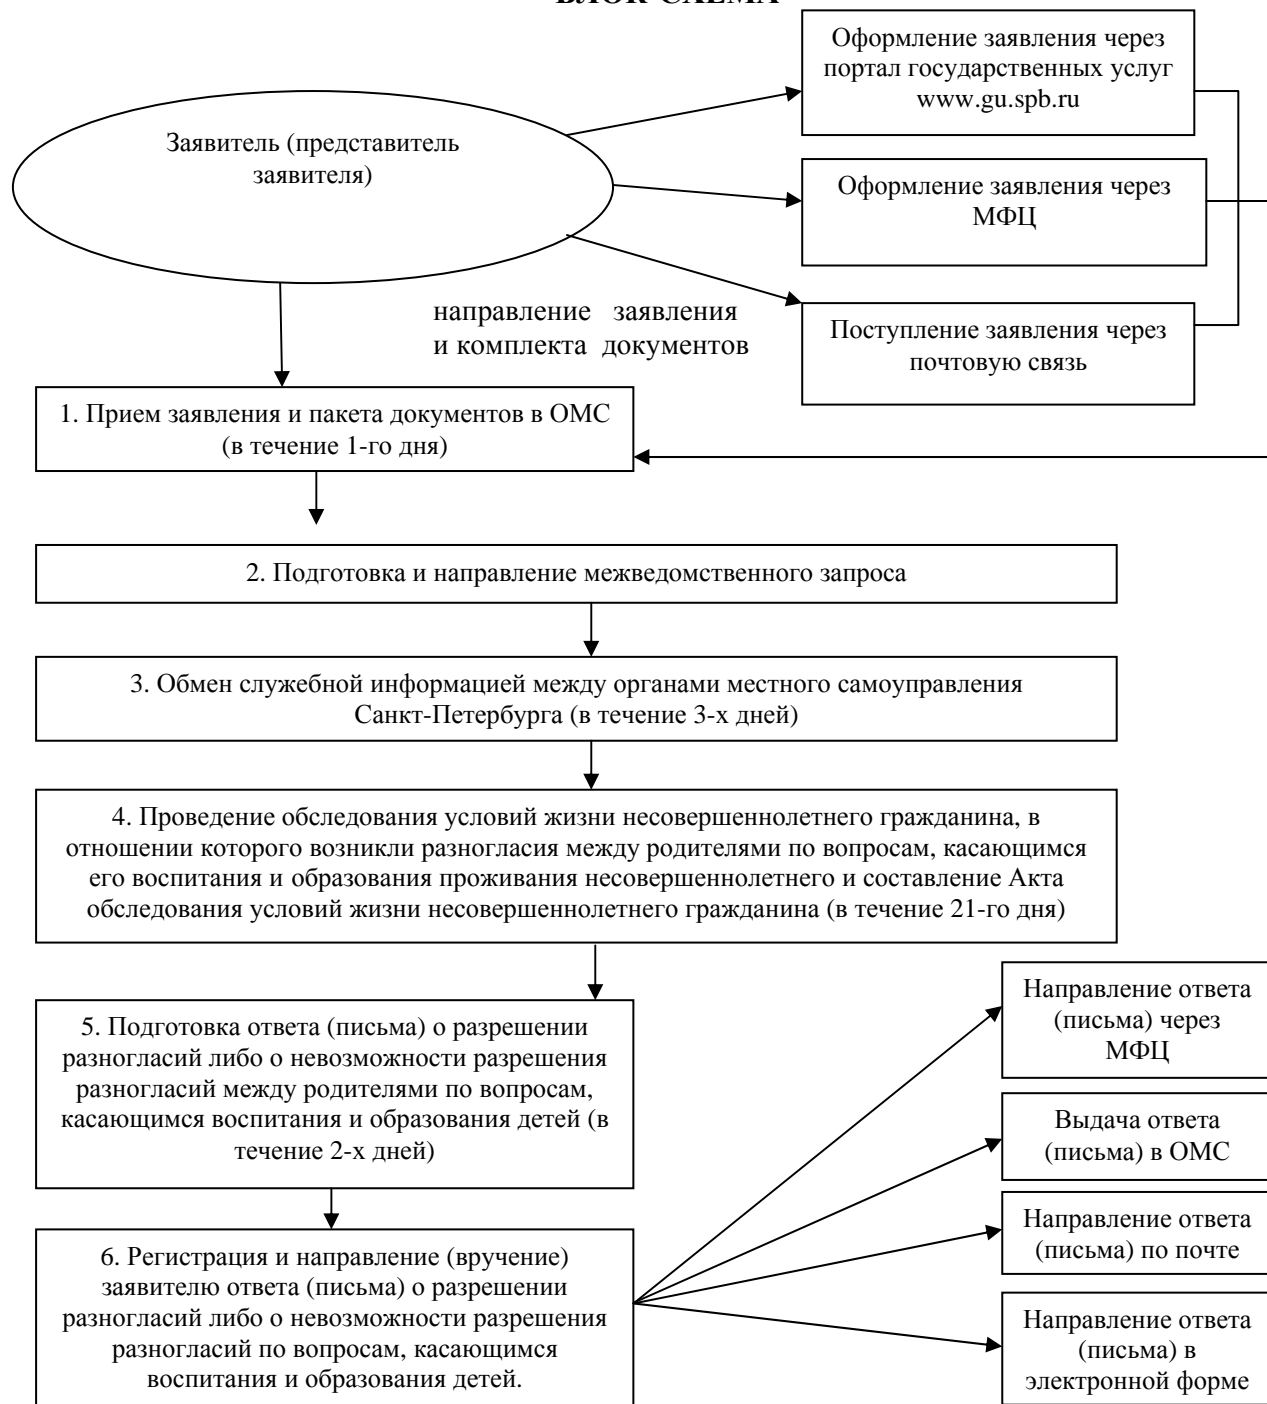 БЛОК-СХЕМА
Оформление заявления через
портал государственных услуг
www.gu.spb.ru
Заявитель (представитель
заявителя)
Оформление заявления через
МФЦ
направление заявления
и комплекта документов
Поступление заявления через
почтовую связь
1. Прием заявления и пакета документов в ОМС
(в течение 1-го дня)
2. Подготовка и направление межведомственного запроса
3. Обмен служебной информацией между органами местного самоуправления
Санкт-Петербурга (в течение 3-х дней)
4. Проведение обследования условий жизни несовершеннолетнего гражданина, в
отношении которого возникли разногласия между родителями по вопросам, касающимся
его воспитания и образования проживания несовершеннолетнего и составление Акта
обследования условий жизни несовершеннолетнего гражданина (в течение 21-го дня)
5. Подготовка ответа (письма) о разрешении
разногласий либо о невозможности разрешения
разногласий между родителями по вопросам,
касающимся воспитания и образования детей (в
течение 2-х дней)
6. Регистрация и направление (вручение)
заявителю ответа (письма) о разрешении
разногласий либо о невозможности разрешения
разногласий по вопросам, касающимся
воспитания и образования детей.
Направление ответа
(письма) через
МФЦ
Выдача ответа
(письма) в ОМС
Направление ответа
(письма) по почте
Направление ответа
(письма) в
электронной форме